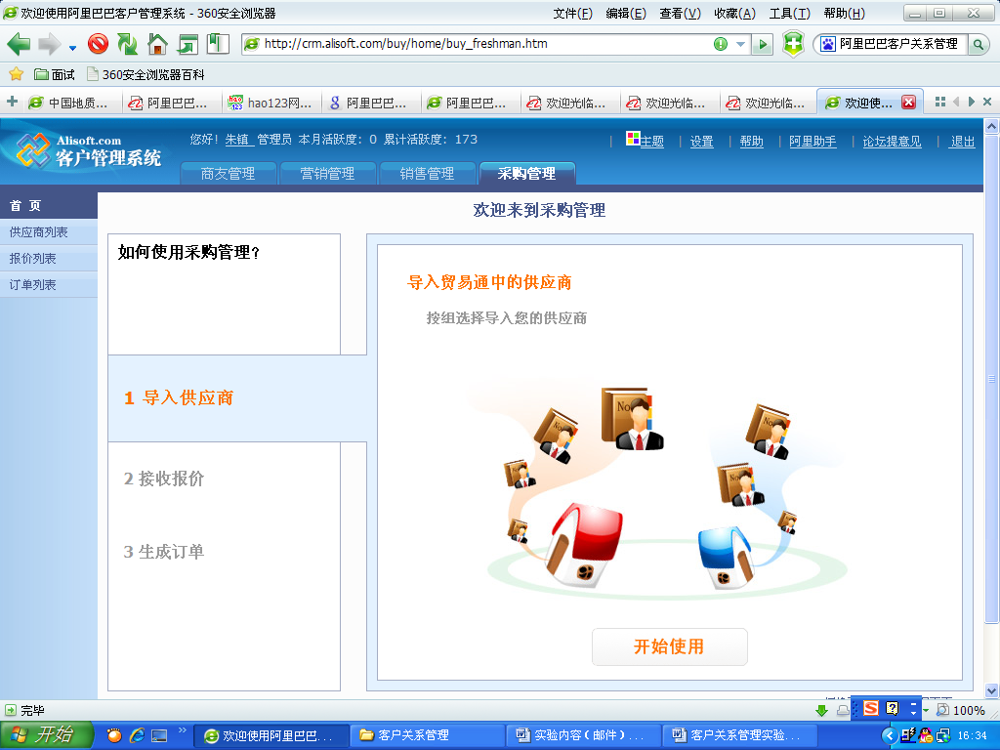 欢迎使用阿里巴巴客户管理系统 - 360安全浏览器
文件(F) 编辑(E) 查看(V) 收藏(A) 工具(T) 帮助(H)
http://crm.alisoft.com/buy/home/buy_freshman.htm
阿里巴巴客户关系管理
面试 360安全浏览器百科
中国地质... 阿里巴巴... hao123网... 阿里巴巴... 阿里巴巴... 欢迎光临... 欢迎光临... 欢迎光临... 欢迎使...
Alisoft.com
客户管理系统
您好! 朱镇 管理员 本月活跃度: 0 累计活跃度: 173
主题 | 设置 | 帮助 | 阿里助手 | 论坛提意见 | 退出
商友管理 营销管理 销售管理 采购管理
首 页
供应商列表
报价列表
订单列表
欢迎来到采购管理
如何使用采购管理?
1 导入供应商
2 接收报价
3 生成订单
导入贸易通中的供应商
按组选择导入您的供应商
No
开始使用
完毕
S
100%
开始
欢迎使用阿里巴巴... 客户关系管理 实验内容(邮件)... 客户关系管理实验...
16:34